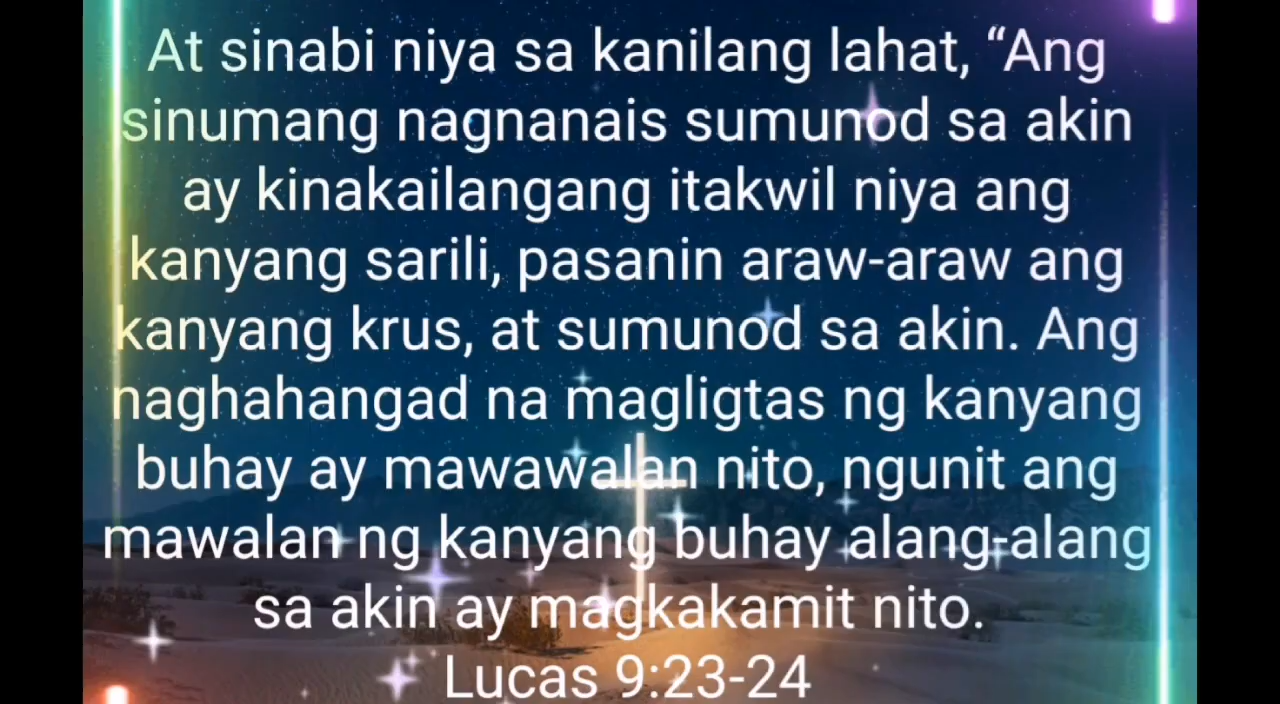 At sinabi niya sa kanilang lahat, “Ang
sinumang nagnanais sumunod sa akin
ay kinakailangang itakwil niya ang
kanyang sarili, pasanin araw-araw ang
kanyang krus, at sumunod sa akin. Ang
naghahangad na magligtas ng kanyang
buhay ay mawawalan nito, ngunit ang
mawalan ng kanyang buhay alang-alang
sa akin ay magkakamit nito.
Lucas 9:23-24